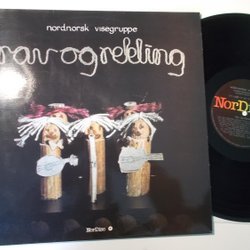 nordnorsk visegruppe
rav og rekling
NorDisc
NorDisc